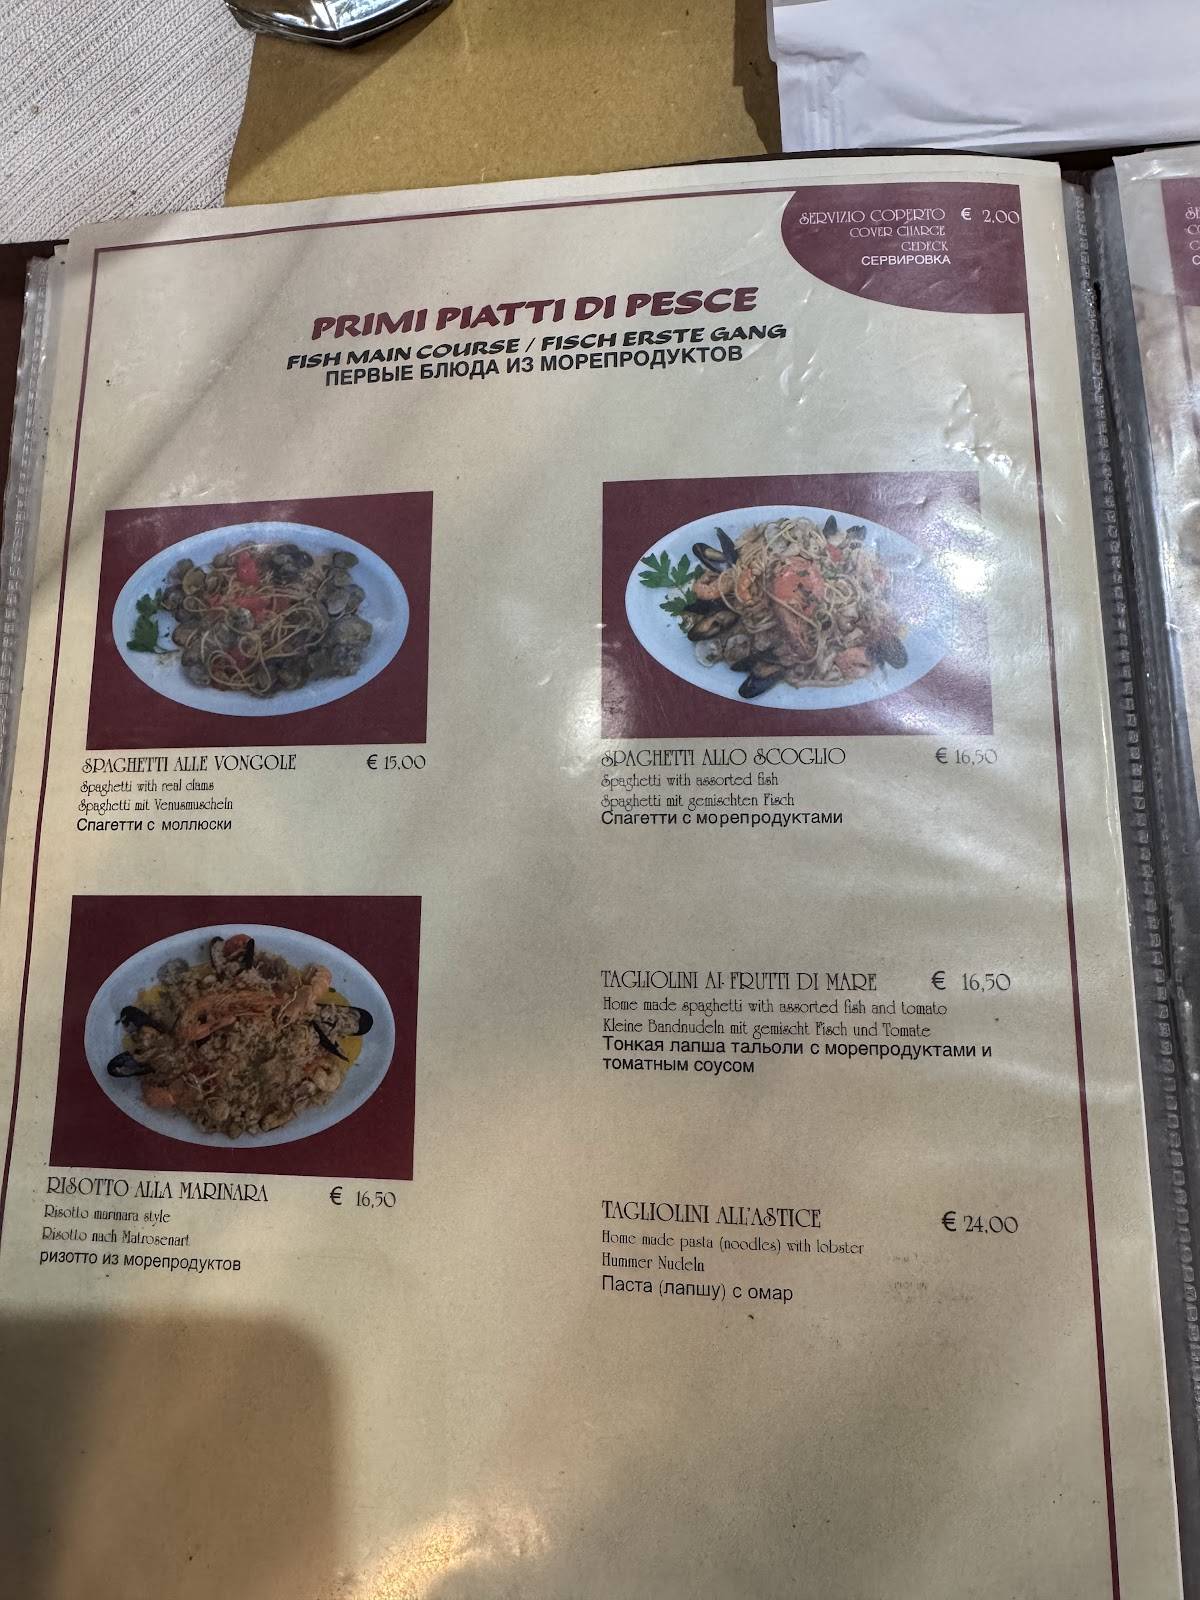 SERVIZIO COPERTO € 2,00
COVER CHARGE
GEDECK
СЕРВИРОВКА
PRIMI PIATTI DI PESCE
FISH MAIN COURSE / FISCH ERSTE GANG
ПЕРВЫЕ БЛЮДА ИЗ МОРЕПРОДУКТОВ
SPAGHETTI ALLE VONGOLE € 15,00
Spaghetti with real clams
Spaghetti mit Venusmuscheln
Спагетти с моллюски
SPAGHETTI ALLO SCOGLIO € 16,50
Spaghetti with assorted fish
Spaghetti mit gemischten Fisch
Спагетти с морепродуктами
RISOTTO ALLA MARINARA € 16,50
Risotto marinara style
Risotto nach Matrosenart
ризотто из морепродуктов
TAGLIOLINI AI FRUTTI DI MARE € 16,50
Home made spaghetti with assorted fish and tomato
Kleine Bandnudeln mit gemischt Fisch und Tomate
Тонкая лапша тальоли с морепродуктами и
томатным соусом
TAGLIOLINI ALL'ASTICE € 24,00
Home made pasta (noodles) with lobster
Hummer Nudeln
Паста (лапшу) с омар